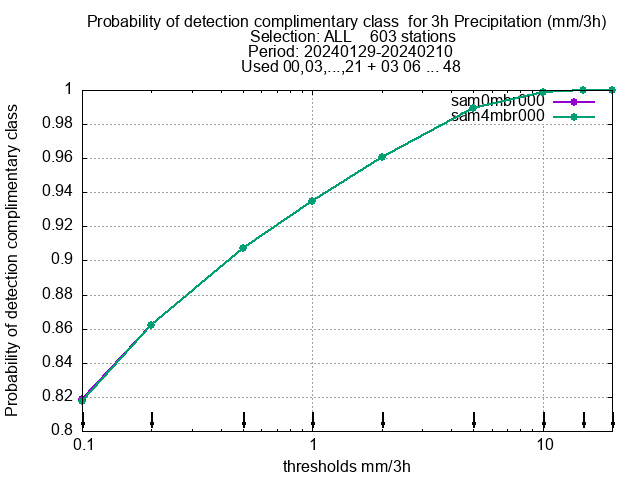 Probability of detection complimentary class  for 3h Precipitation (mm/3h)
Selection: ALL    603 stations
Period: 20240129-20240210
Used 00,03,...,21 + 03 06 ... 48
sam0mbr000
sam4mbr000
Probability of detection complimentary class
1
0.98
0.96
0.94
0.92
0.9
0.88
0.86
0.84
0.82
0.8
0.1 1 10
thresholds mm/3h